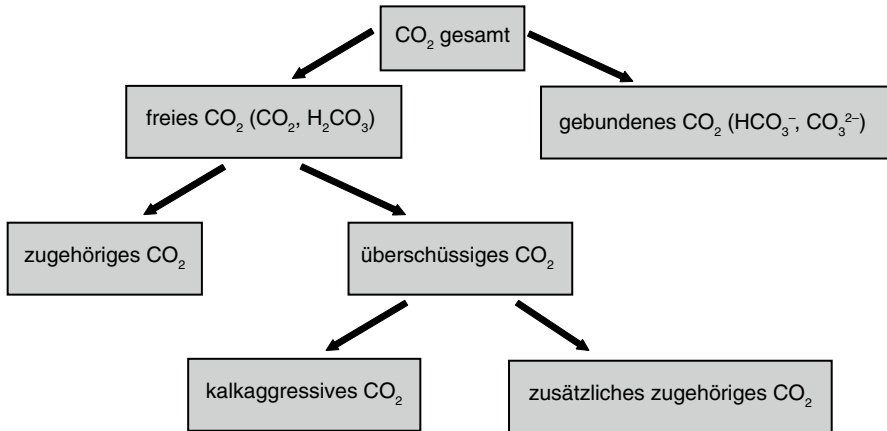 CO₂ gesamt
freies CO₂ (CO₂, H₂CO₃)
gebundenes CO₂ (HCO₃⁻, CO₃²⁻)
zugehöriges CO₂
überschüssiges CO₂
kalkaggressives CO₂
zusätzliches zugehöriges CO₂